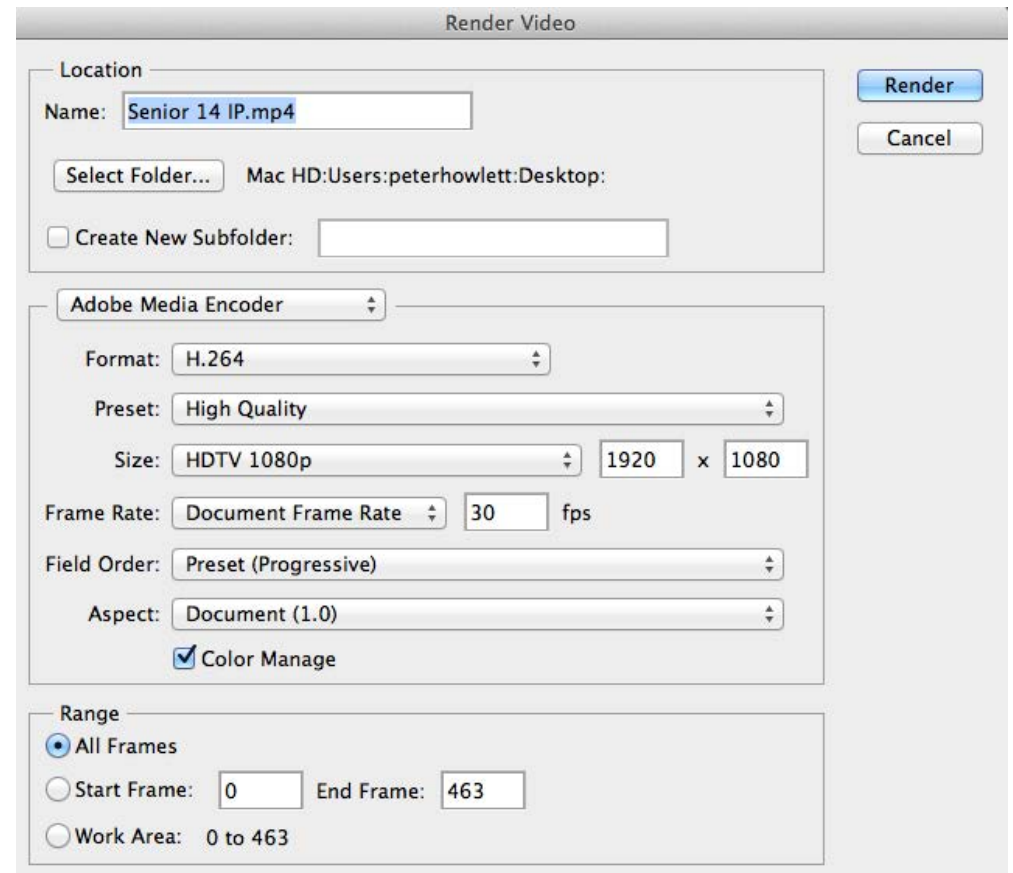 Render Video
Location
Name: Senior 14 IP.mp4
Select Folder... Mac HD:Users:peterhowlett:Desktop:
Create New Subfolder:
Render
Cancel
Adobe Media Encoder
Format: H.264
Preset: High Quality
Size: HDTV 1080p 1920 x 1080
Frame Rate: Document Frame Rate 30 fps
Field Order: Preset (Progressive)
Aspect: Document (1.0)
Color Manage
Range
All Frames
Start Frame: 0 End Frame: 463
Work Area: 0 to 463